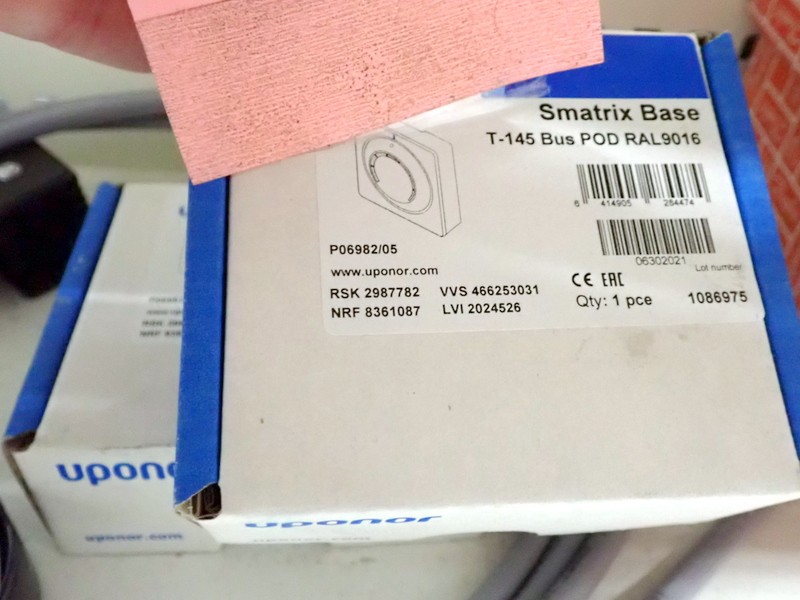 Smatrix Base
T-145 Bus POD RAL9016
6 414905 284474
P06982/05
06302021 Lot number
www.uponor.com
RSK 2987782 VVS 466253031
CE EAC
Qty: 1 pce 1086975
NRF 8361087 LVI 2024526
uponor
uponor.com
uponor